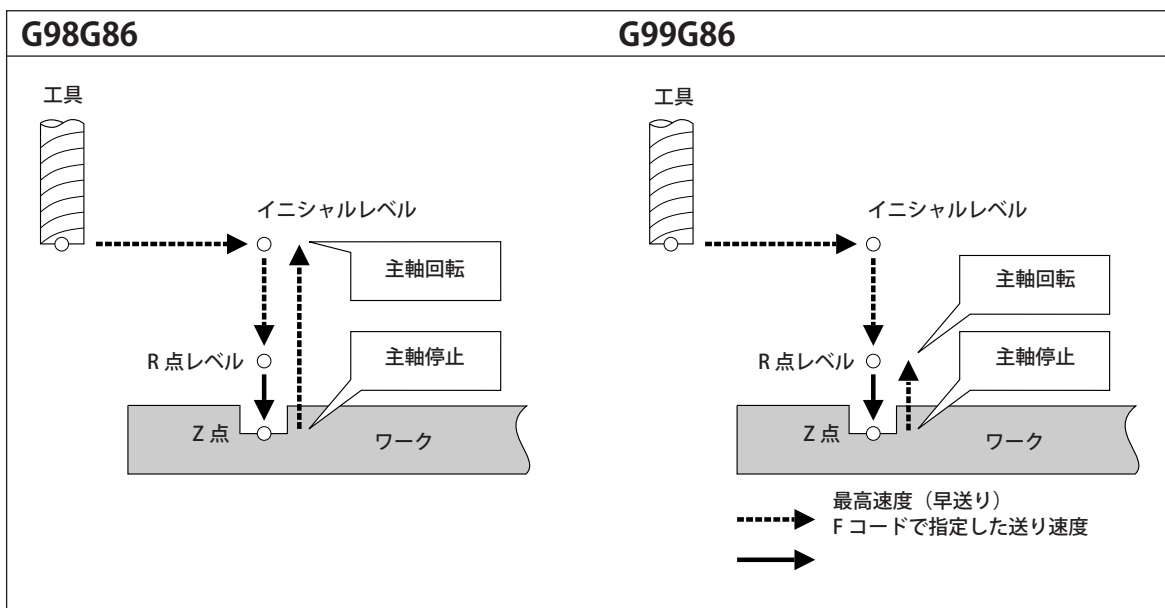 G98G86
G99G86
工具
イニシャルレベル
主軸回転
R 点レベル
主軸停止
Z 点
ワーク
工具
イニシャルレベル
主軸回転
R 点レベル
主軸停止
Z 点
ワーク
最高速度（早送り）
F コードで指定した送り速度